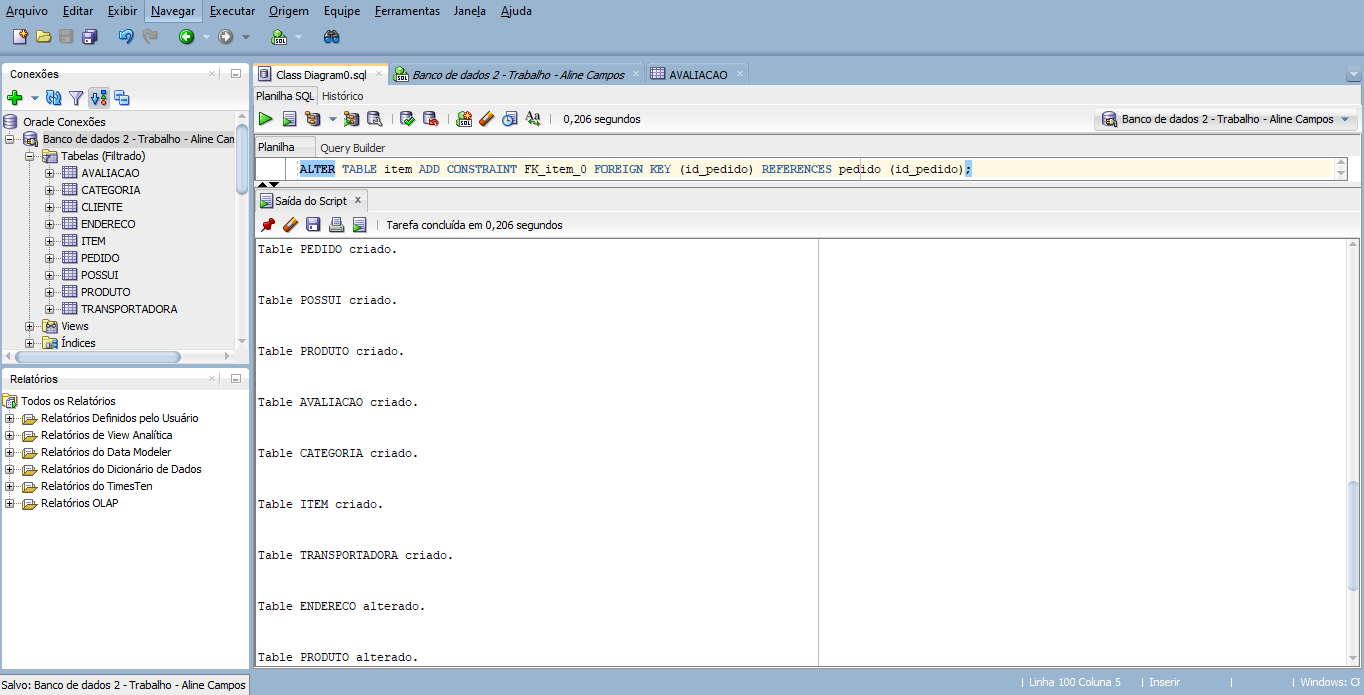 Arquivo Editar Exibir Navegar Executar Origem Equipe Ferramentas Janela Ajuda
Conexões
Oracle Conexões
Banco de dados 2 - Trabalho - Aline Cam
Tabelas (Filtrado)
AVALIACAO
CATEGORIA
CLIENTE
ENDERECO
ITEM
PEDIDO
POSSUI
PRODUTO
TRANSPORTADORA
Views
Índices
Relatórios
Todos os Relatórios
Relatórios Definidos pelo Usuário
Relatórios de View Analítica
Relatórios do Data Modeler
Relatórios do Dicionário de Dados
Relatórios do TimesTen
Relatórios OLAP
Class Diagram0.sql Banco de dados 2 - Trabalho - Aline Campos AVALIACAO
Planilha SQL Histórico
0,206 segundos Banco de dados 2 - Trabalho - Aline Campos
Planilha Query Builder
ALTER TABLE item ADD CONSTRAINT FK_item_0 FOREIGN KEY (id_pedido) REFERENCES pedido (id_pedido);
Saída do Script x
Tarefa concluída em 0,206 segundos
Table PEDIDO criado.
Table POSSUI criado.
Table PRODUTO criado.
Table AVALIACAO criado.
Table CATEGORIA criado.
Table ITEM criado.
Table TRANSPORTADORA criado.
Table ENDERECO alterado.
Table PRODUTO alterado.
Salvo: Banco de dados 2 - Trabalho - Aline Campos
Linha 100 Coluna 5 | Inserir | | Windows: CF